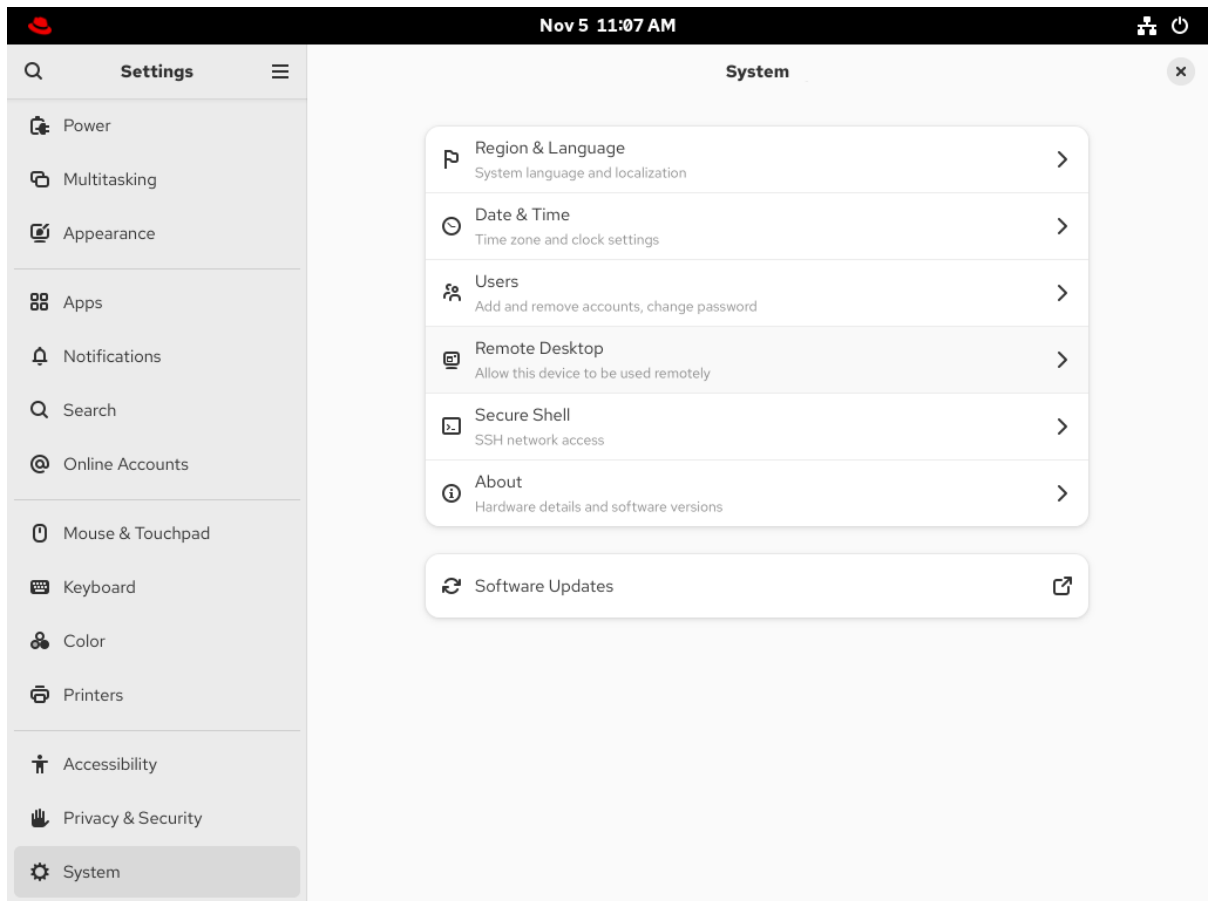 Nov 5 11:07 AM
Settings
System
Power
Multitasking
Appearance
Apps
Notifications
Search
Online Accounts
Mouse & Touchpad
Keyboard
Color
Printers
Accessibility
Privacy & Security
System
Region & Language
System language and localization
Date & Time
Time zone and clock settings
Users
Add and remove accounts, change password
Remote Desktop
Allow this device to be used remotely
Secure Shell
SSH network access
About
Hardware details and software versions
Software Updates